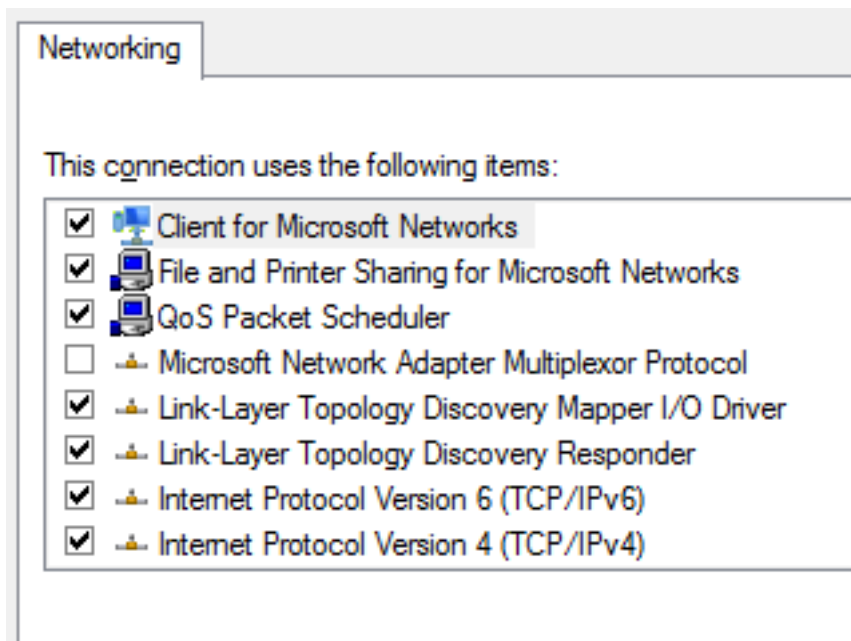 Networking
This connection uses the following items:
Client for Microsoft Networks
File and Printer Sharing for Microsoft Networks
QoS Packet Scheduler
Microsoft Network Adapter Multiplexor Protocol
Link-Layer Topology Discovery Mapper I/O Driver
Link-Layer Topology Discovery Responder
Internet Protocol Version 6 (TCP/IPv6)
Internet Protocol Version 4 (TCP/IPv4)